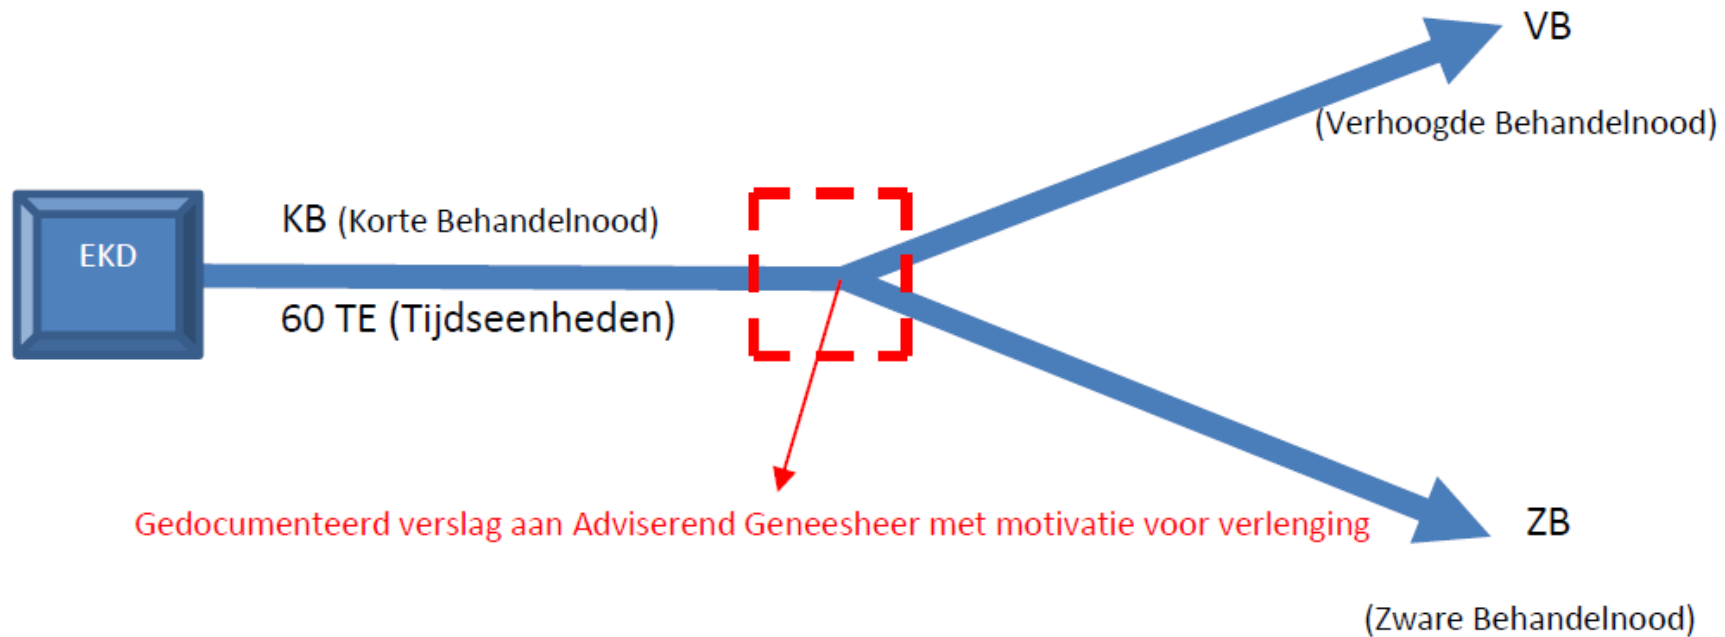 VB
(Verhoogde Behandelnood)
KB (Korte Behandelnood)
EKD
60 TE (Tijdseenheden)
Gedocumenteerd verslag aan Adviserend Geneesheer met motivatie voor verlenging
ZB
(Zware Behandelnood)